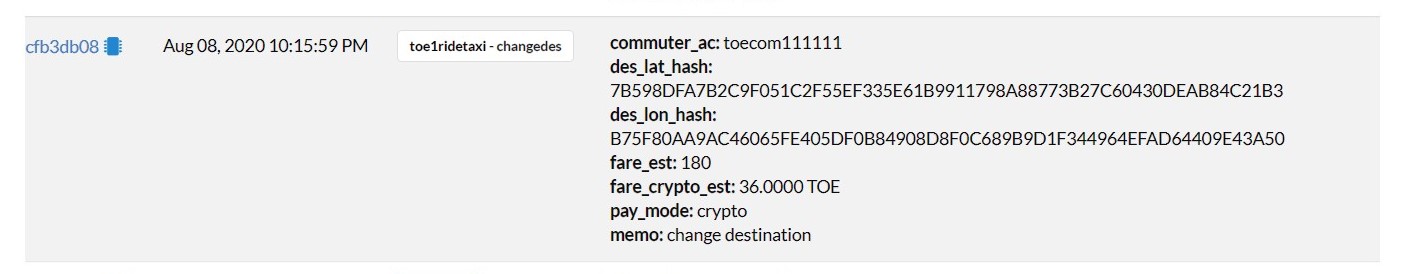 cfb3db08 Aug 08, 2020 10:15:59 PM toe1ridetaxi - changedes commuter_ac: toecom111111
des_lat_hash:
7B598DFA7B2C9F051C2F55EF335E61B9911798A88773B27C60430DEAB84C21B3
des_lon_hash:
B75F80AA9AC46065FE405DF0B84908D8F0C689B9D1F344964EFAD64409E43A50
fare_est: 180
fare_crypto_est: 36.0000 TOE
pay_mode: crypto
memo: change destination